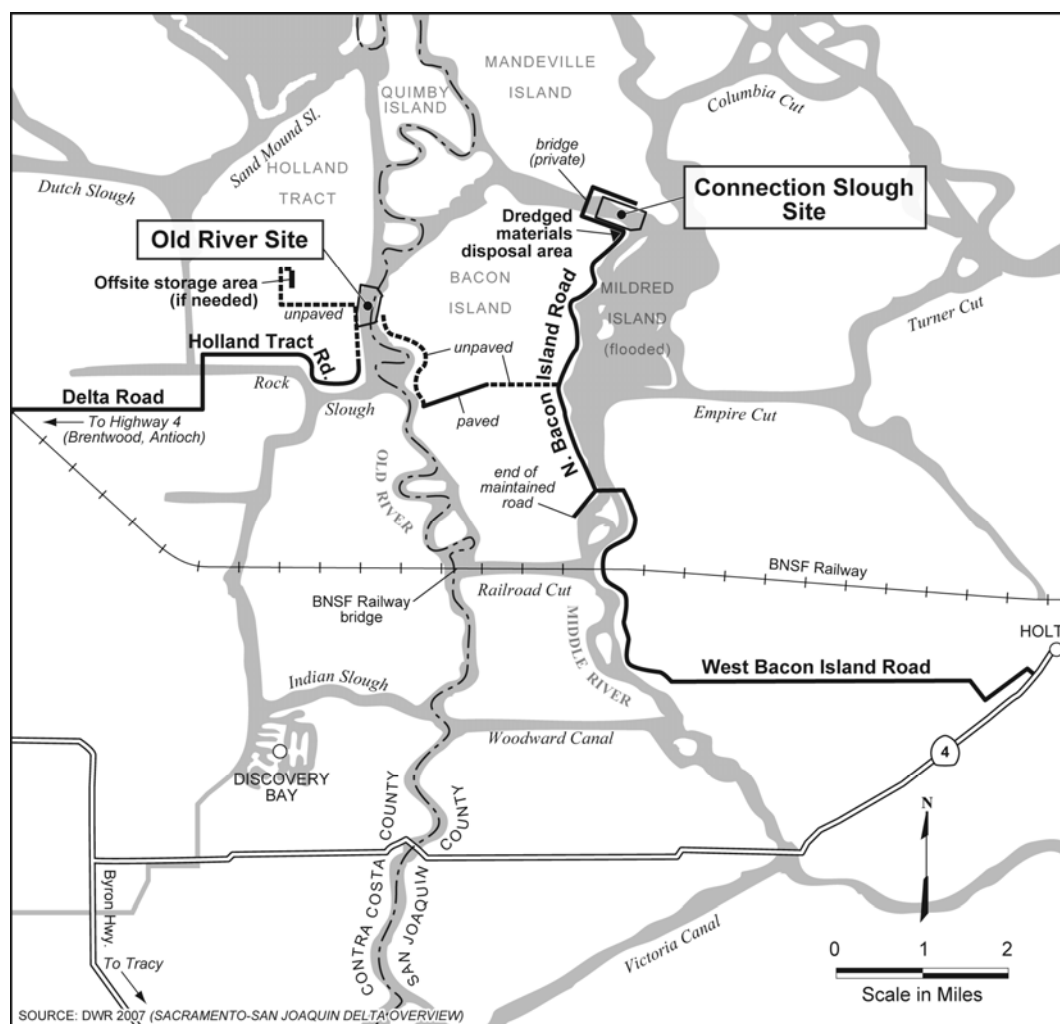 MANDEVILLE
ISLAND
QUIMBY
ISLAND
Columbia Cut
Sand Mound Sl.
bridge
(private)
HOLLAND
TRACT
Dutch Slough
Connection Slough
Site
Dredged
materials
disposal area
Old River Site
BACON
ISLAND
Offsite storage area
(if needed)
unpaved
MILDRED
ISLAND
(flooded)
Turner Cut
Holland Tract
Rd.
unpaved
N. Bacon Island Road
Rock
Slough
Delta Road
To Highway 4
(Brentwood, Antioch)
paved
Empire Cut
OLD RIVER
end of
maintained
road
BNSF Railway
Railroad Cut
BNSF Railway
bridge
MIDDLE RIVER
HOLT
West Bacon Island Road
Indian Slough
Woodward Canal
4
DISCOVERY
BAY
CONTRA COSTA COUNTY
SAN JOAQUIN COUNTY
N
Byron Hwy.
To Tracy
Victoria Canal
0 1 2
Scale in Miles
SOURCE: DWR 2007 (SACRAMENTO-SAN JOAQUIN DELTA OVERVIEW)